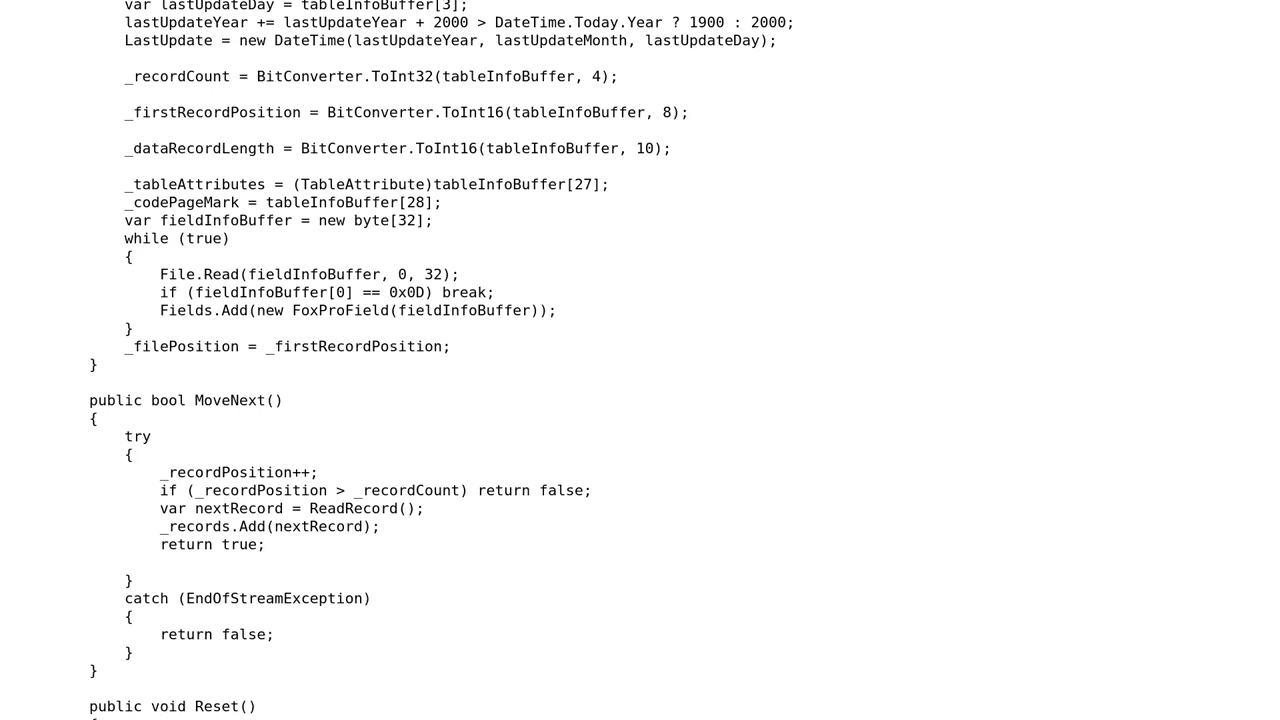 var lastUpdateDay = tableInfoBuffer[3];
lastUpdateYear += lastUpdateYear + 2000 > DateTime.Today.Year ? 1900 : 2000;
LastUpdate = new DateTime(lastUpdateYear, lastUpdateMonth, lastUpdateDay);
_recordCount = BitConverter.ToInt32(tableInfoBuffer, 4);
_firstRecordPosition = BitConverter.ToInt16(tableInfoBuffer, 8);
_dataRecordLength = BitConverter.ToInt16(tableInfoBuffer, 10);
_tableAttributes = (TableAttribute)tableInfoBuffer[27];
_codePageMark = tableInfoBuffer[28];
var fieldInfoBuffer = new byte[32];
while (true)
{
File.Read(fieldInfoBuffer, 0, 32);
if (fieldInfoBuffer[0] == 0x0D) break;
Fields.Add(new FoxProField(fieldInfoBuffer));
}
_filePosition = _firstRecordPosition;
}
public bool MoveNext()
{
try
{
_recordPosition++;
if (_recordPosition > _recordCount) return false;
var nextRecord = ReadRecord();
_records.Add(nextRecord);
return true;
}
catch (EndOfStreamException)
{
return false;
}
}
public void Reset()
{